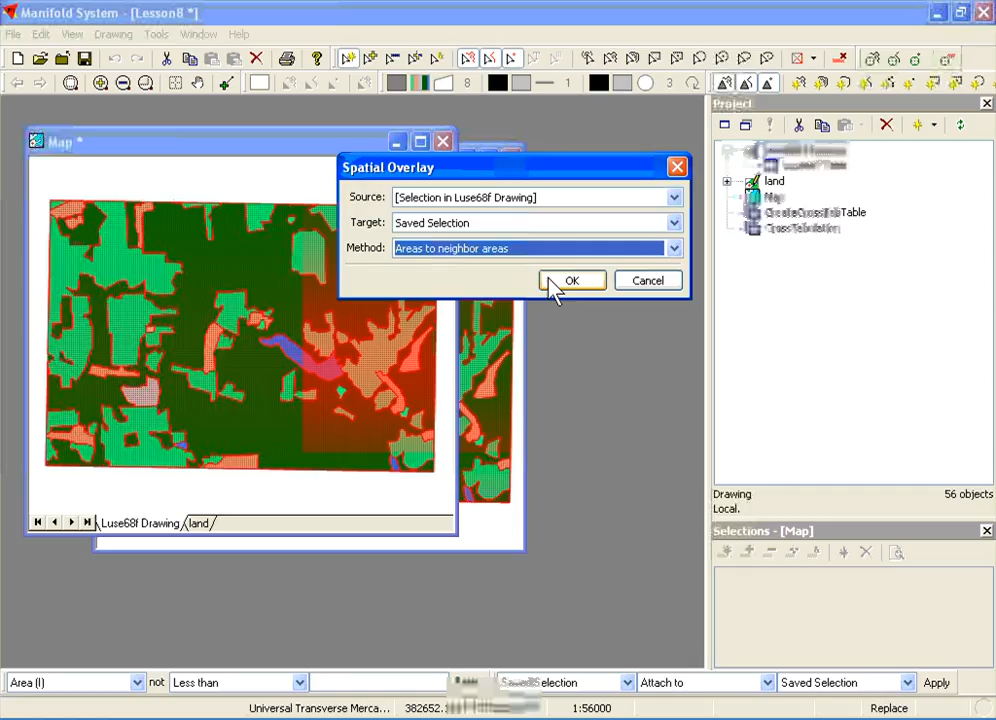 Manifold System - [Lesson8 *]
File Edit View Drawing Tools Window Help
8
1
3
Project
land
Map
Table
Drawing 56 objects
Local.
Map *
Spatial Overlay
Source: [Selection in Luse68f Drawing]
Target: Saved Selection
Method: Areas to neighbor areas
OK Cancel
Luse68f Drawing land
Selections - [Map]
Area (I) not Less than Selection Attach to Saved Selection Apply
Universal Transverse Merca... 382652. 1:56000 Replace